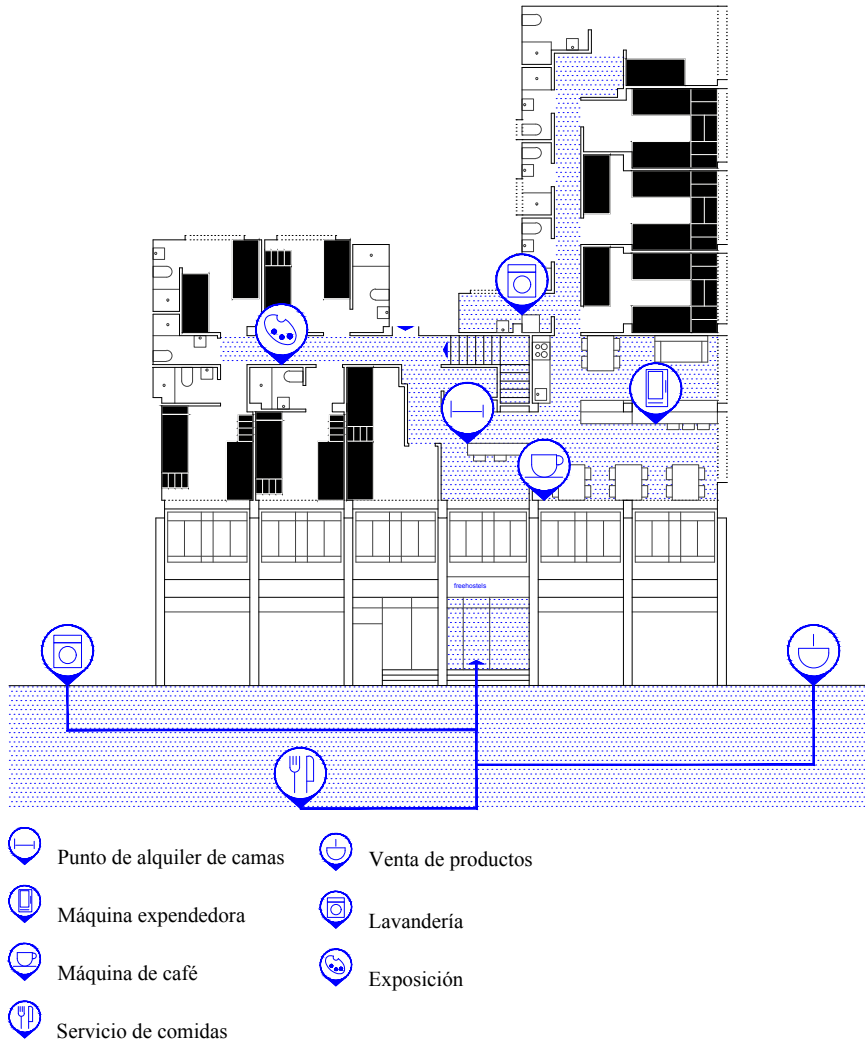 freehostels
Punto de alquiler de camas
Máquina expendedora
Máquina de café
Servicio de comidas
Venta de productos
Lavandería
Exposición